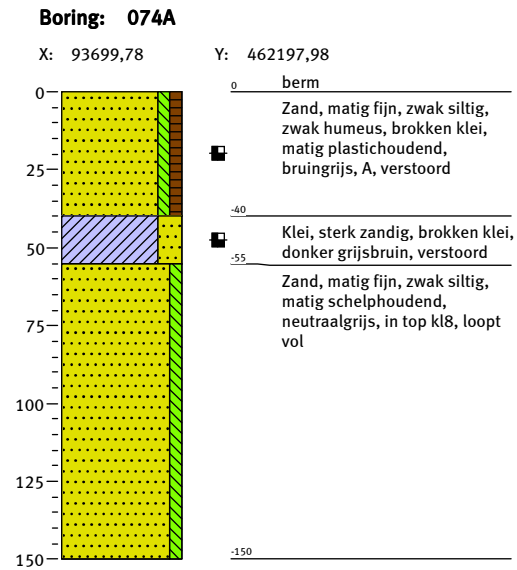 Boring: 074A
X: 93699,78 Y: 462197,98
0
25
50
75
100
125
150
0 berm
Zand, matig fijn, zwak siltig,
zwak humeus, brokken klei,
matig plastichoudend,
bruingrijs, A, verstoord
-40
Klei, sterk zandig, brokken klei,
donker grijsbruin, verstoord
-55
Zand, matig fijn, zwak siltig,
matig schelphoudend,
neutraalgrijs, in top kl8, loopt
vol
-150